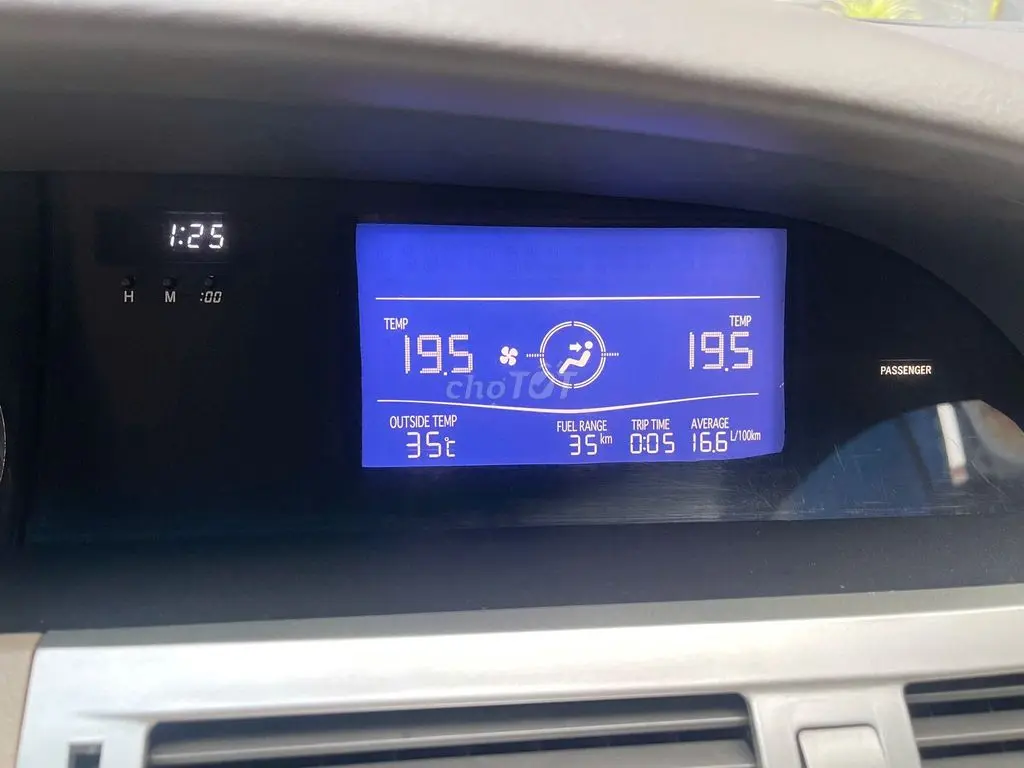 1:25
H M :00
TEMP
19.5
TEMP
19.5
chợTỐT
PASSENGER
OUTSIDE TEMP
35℃
FUEL RANGE
35 km
TRIP TIME
0:05
AVERAGE
16.6 L/100km